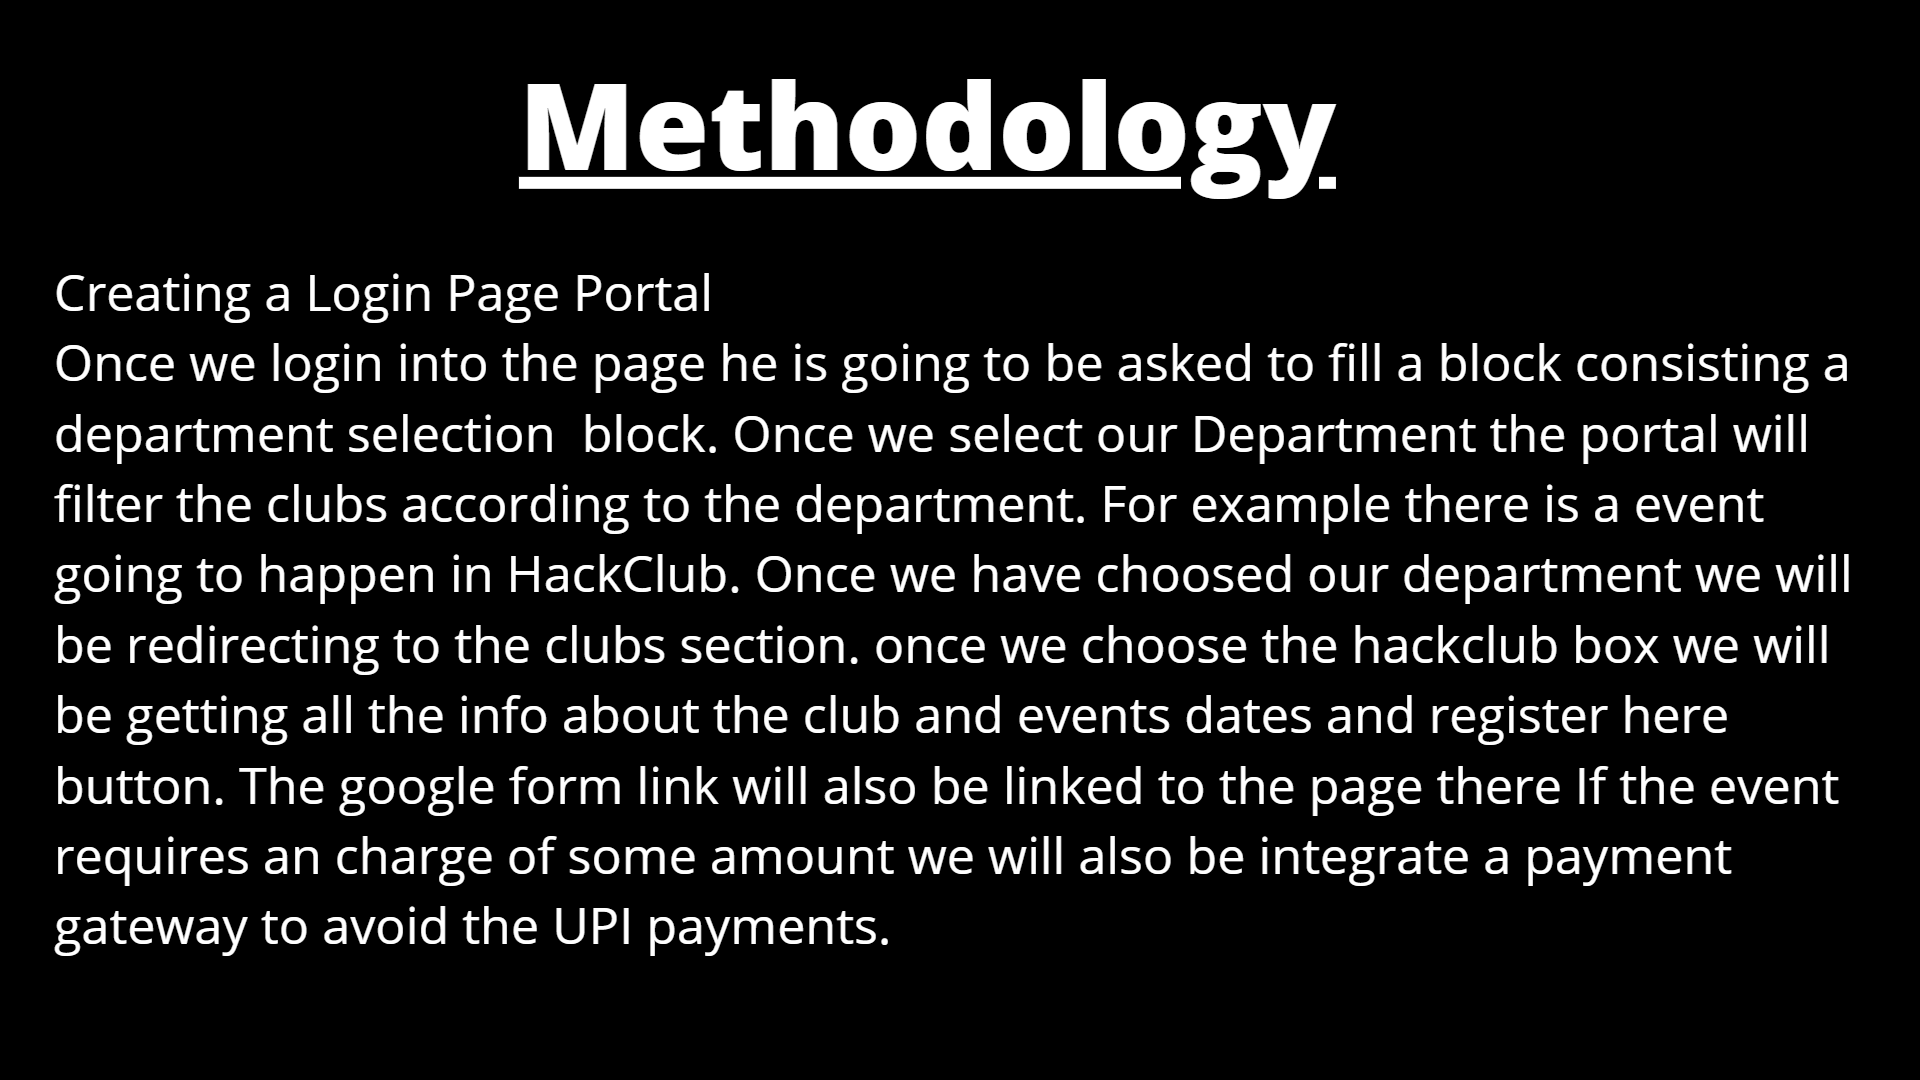 Methodology
Creating a Login Page Portal
Once we login into the page he is going to be asked to fill a block consisting a
department selection  block. Once we select our Department the portal will
filter the clubs according to the department. For example there is a event
going to happen in HackClub. Once we have choosed our department we will
be redirecting to the clubs section. once we choose the hackclub box we will
be getting all the info about the club and events dates and register here
button. The google form link will also be linked to the page there If the event
requires an charge of some amount we will also be integrate a payment
gateway to avoid the UPI payments.